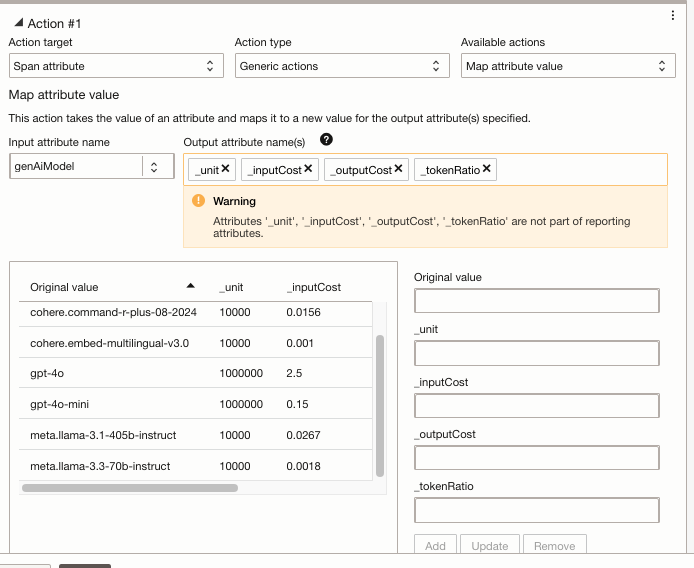 Action #1
Action target
Action type
Available actions
Span attribute
Generic actions
Map attribute value
Map attribute value
This action takes the value of an attribute and maps it to a new value for the output attribute(s) specified.
Input attribute name
Output attribute name(s) ?
genAiModel
_unit × _inputCost × _outputCost × _tokenRatio ×
! Warning
Attributes '_unit', '_inputCost', '_outputCost', '_tokenRatio' are not part of reporting
attributes.
Original value _unit _inputCost
cohere.command-r-plus-08-2024 10000 0.0156
cohere.embed-multilingual-v3.0 10000 0.001
gpt-4o 1000000 2.5
gpt-4o-mini 1000000 0.15
meta.llama-3.1-405b-instruct 10000 0.0267
meta.llama-3.3-70b-instruct 10000 0.0018
Original value
_unit
_inputCost
_outputCost
_tokenRatio
Add Update Remove